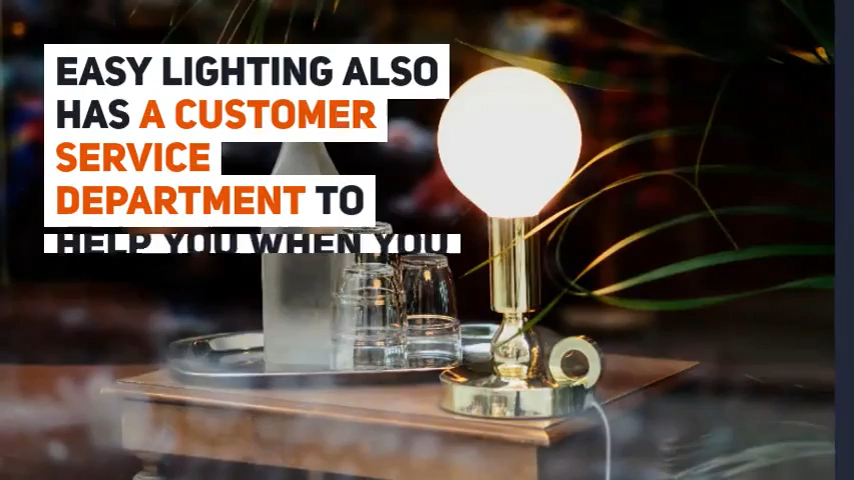 EASY LIGHTING ALSO
HAS A CUSTOMER
SERVICE
DEPARTMENT TO
HELP YOU WHEN YOU